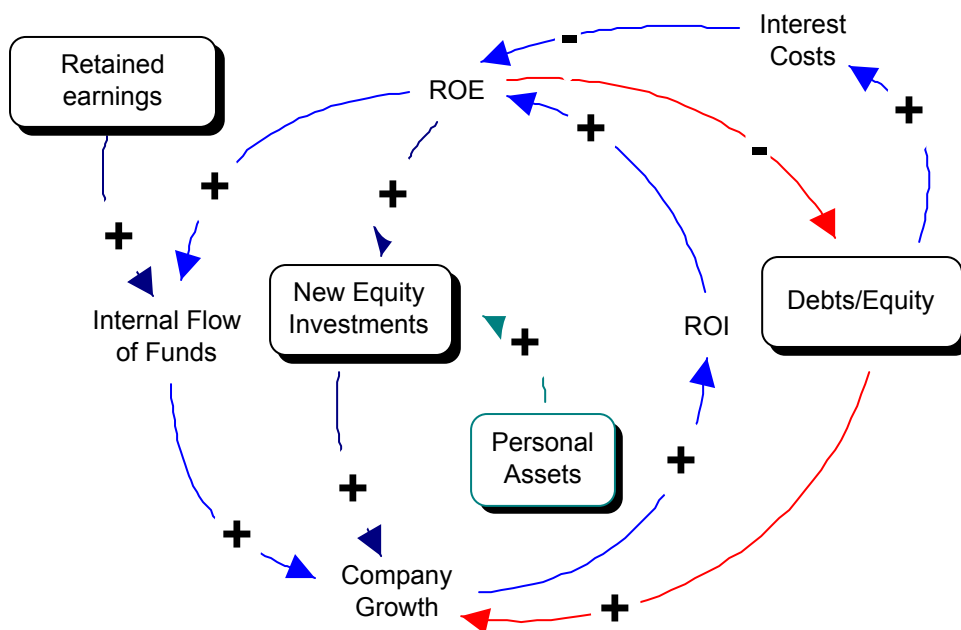 Interest
Costs
-
Retained
earnings
ROE
+
+
-
+
+
+
New Equity
Investments
Debts/Equity
Internal Flow
of Funds
ROI
+
Personal
Assets
+
+
+
Company
Growth
+